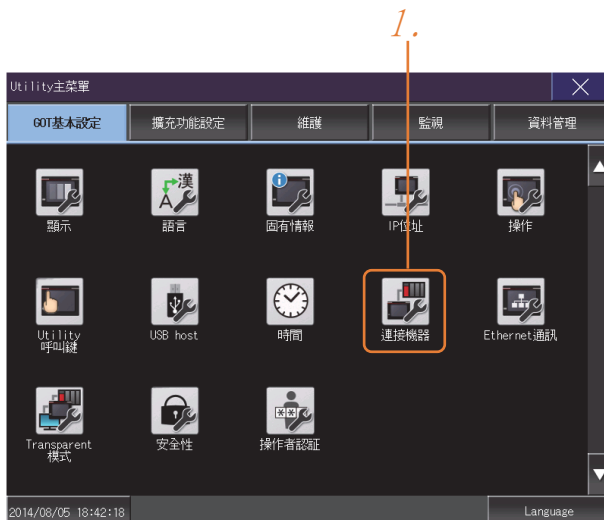 1.
Utility主菜單
GOT基本設定
擴充功能設定
維護
監視
資料管理
顯示
語言
固有情報
IP位址
操作
Utility
呼叫鍵
USB host
時間
連接機器
Ethernet通訊
Transparent
模式
安全性
操作者認証
2014/08/05 18:42:18
Language